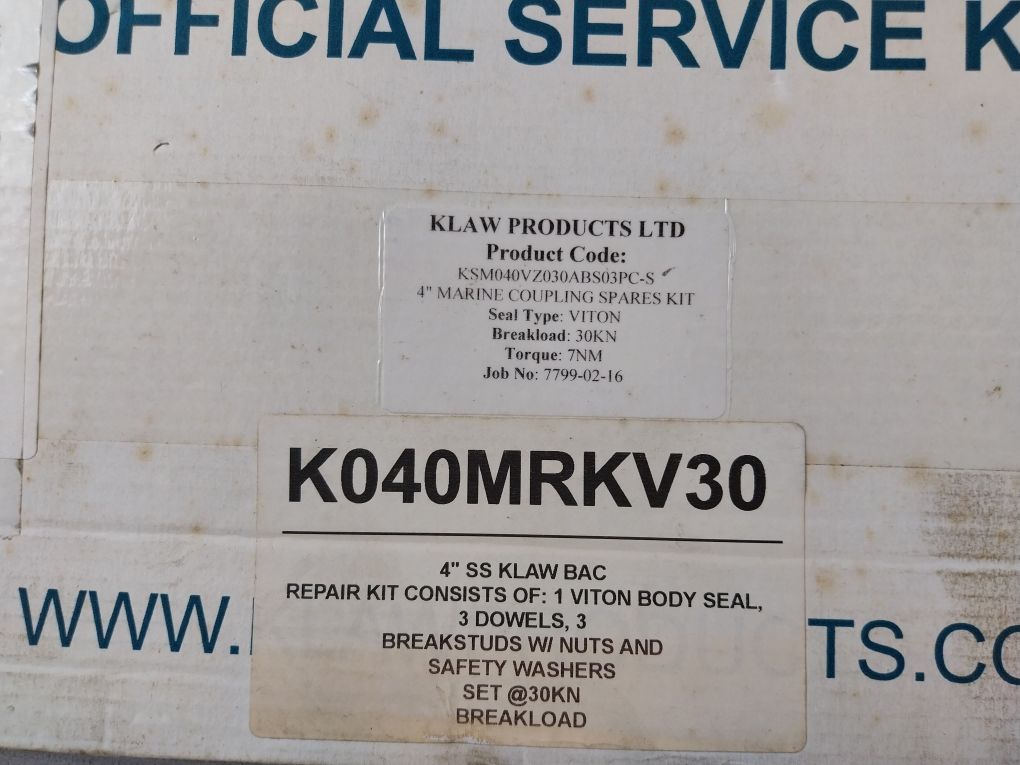 OFFICIAL SERVICE K
KLAW PRODUCTS LTD
Product Code:
KSM040VZ030ABS03PC-S
4" MARINE COUPLING SPARES KIT
Seal Type: VITON
Breakload: 30KN
Torque: 7NM
Job No: 7799-02-16
K040MRKV30
4" SS KLAW BAC
REPAIR KIT CONSISTS OF: 1 VITON BODY SEAL,
3 DOWELS, 3
BREAKSTUDS W/ NUTS AND
SAFETY WASHERS
SET @30KN
BREAKLOAD
WWW. TS.CO